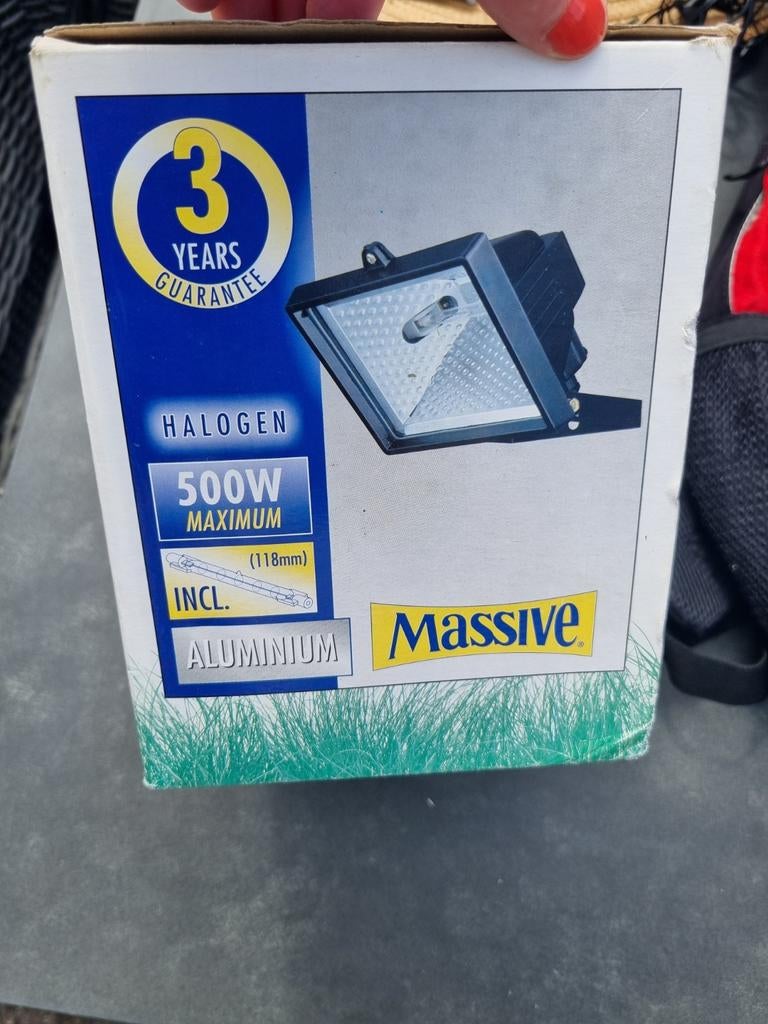 3
YEARS
GUARANTEE
HALOGEN
500W
MAXIMUM
(118mm)
INCL.
ALUMINIUM
Massive®